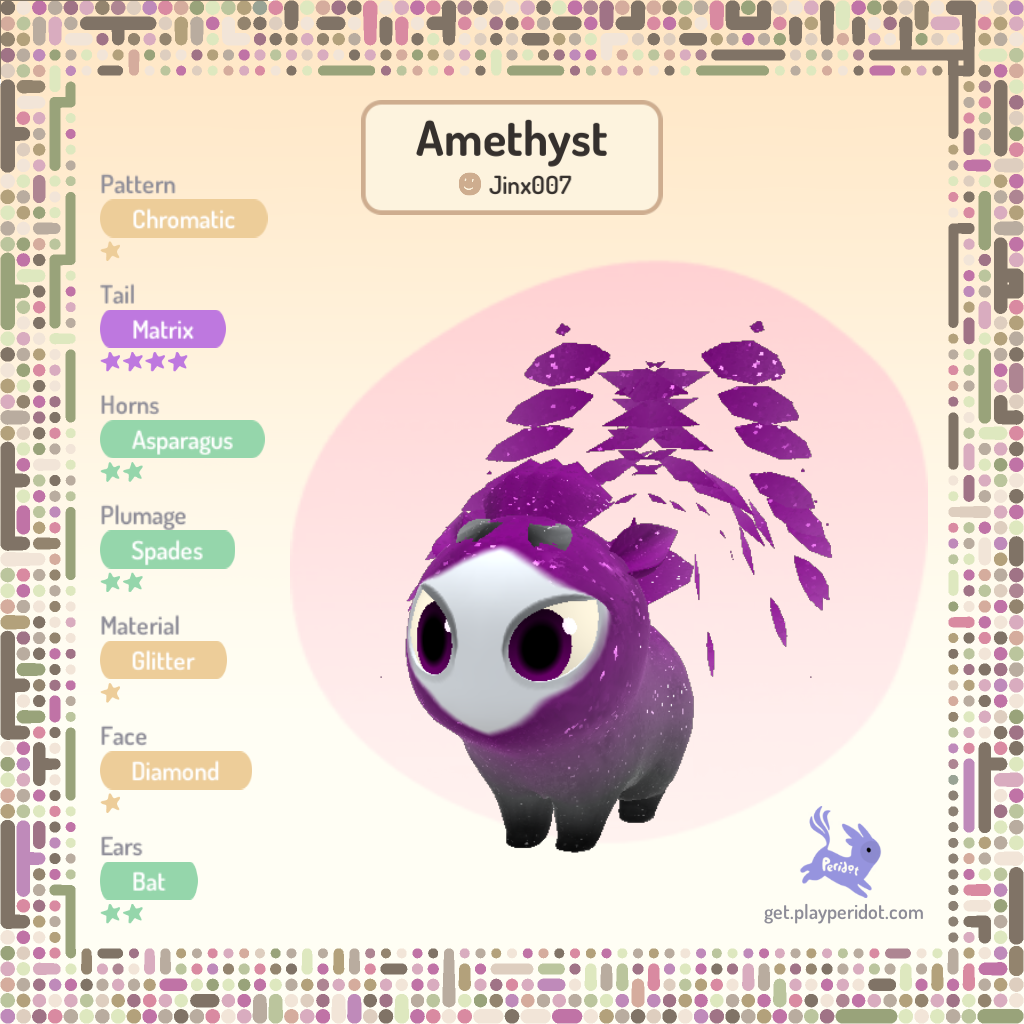 Amethyst
Jinx007
Pattern
Chromatic
Tail
Matrix
Horns
Asparagus
Plumage
Spades
Material
Glitter
Face
Diamond
Ears
Bat
Peridot
get.playperidot.com